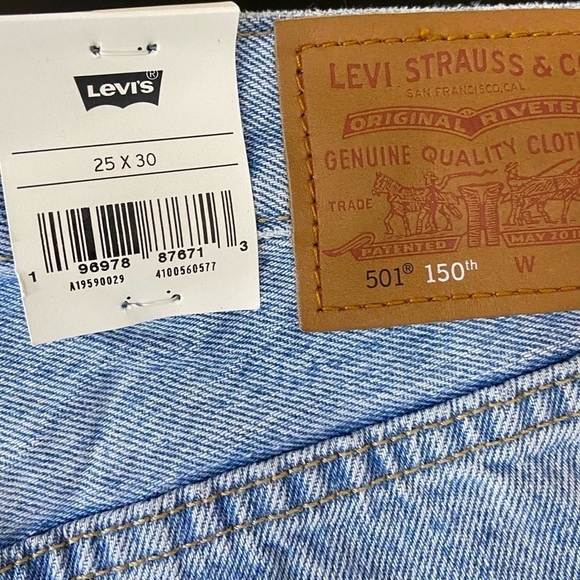 LEVI'S®
25 X 30
1 96978 87671 3
A19590029 4100560577
LEVI STRAUSS & CO
SAN FRANCISCO, CAL
ORIGINAL RIVETED
GENUINE QUALITY CLOTH
TRADE
PATENTED MAY 20 18
501® 150th W